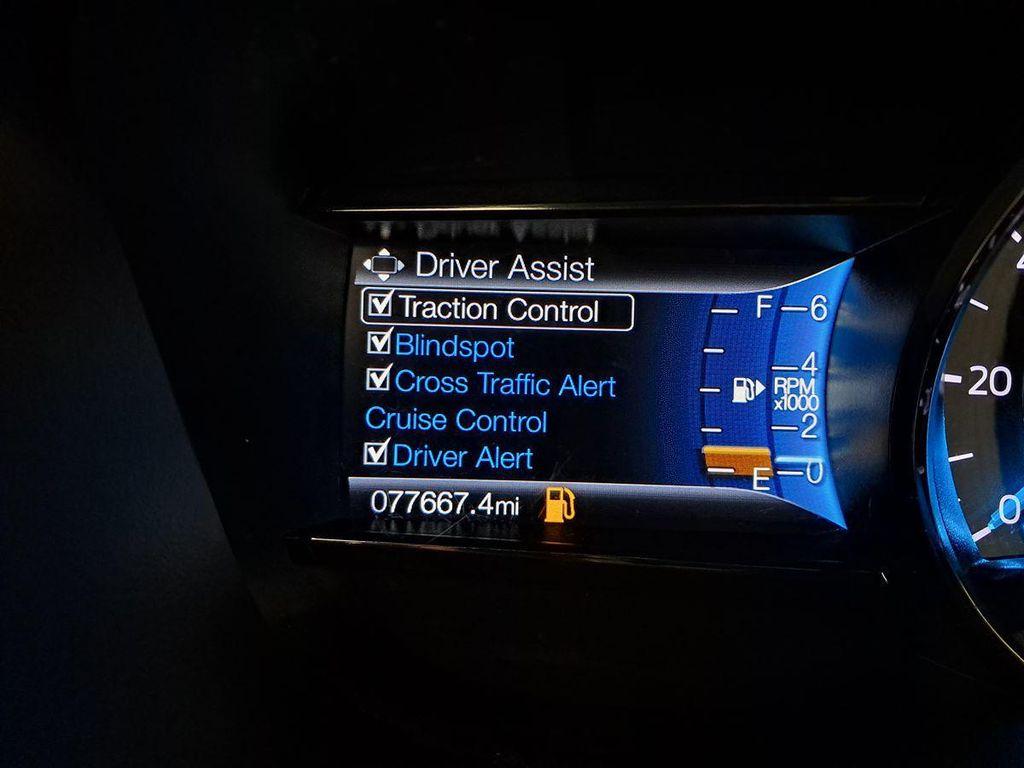 Driver Assist
Traction Control
Blindspot
Cross Traffic Alert
Cruise Control
Driver Alert
077667.4mi
F
E
6
4
RPM
x1000
2
0
20
0